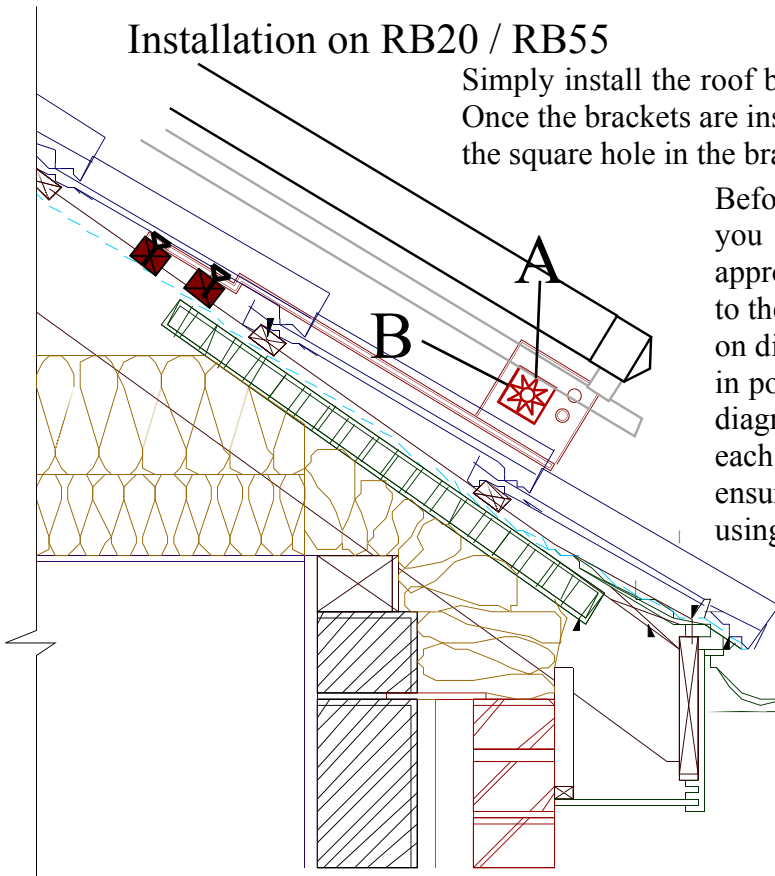 Installation on RB20 / RB55
Simply install the roof b
Once the brackets are ins
the square hole in the bra
Befo
you
appro
to the
on di
in po
diagr
each
ensu
using
A
B